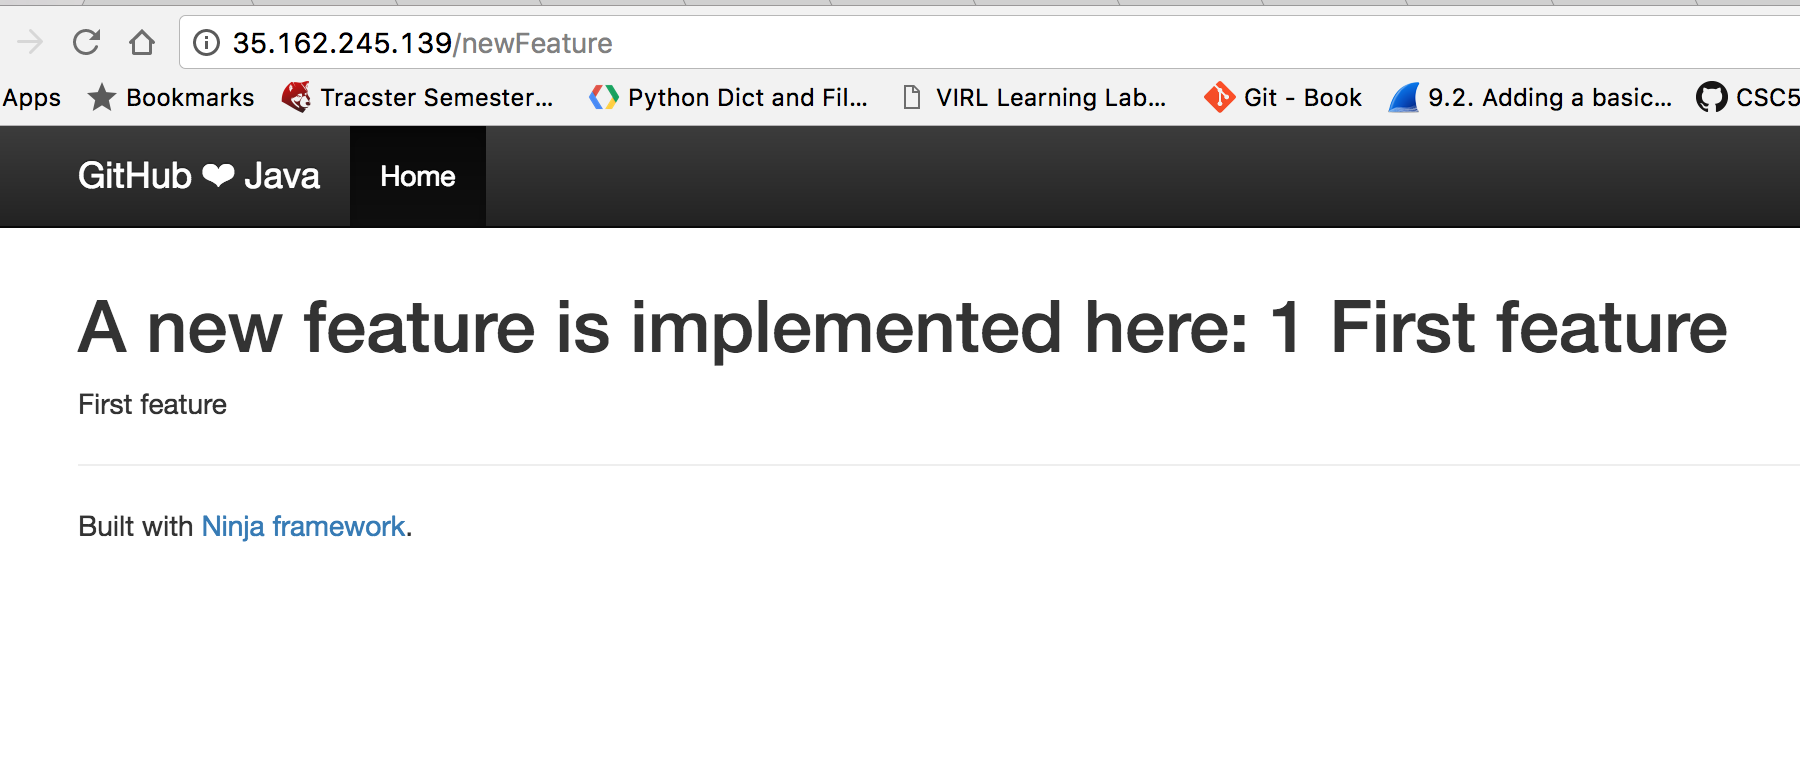 35.162.245.139/newFeature
Apps Bookmarks Tracster Semester... Python Dict and Fil... VIRL Learning Lab... Git - Book 9.2. Adding a basic... CSC5
GitHub ❤ Java Home
A new feature is implemented here: 1 First feature
First feature
Built with Ninja framework.